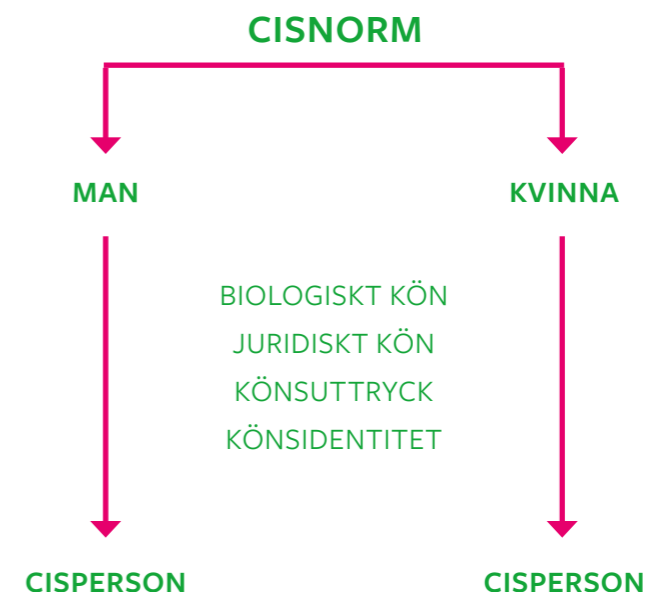 CISNORM
MAN
KVINNA
BIOLOGISKT KÖN
JURIDISKT KÖN
KÖNSUTTRYCK
KÖNSIDENTITET
CISPERSON
CISPERSON